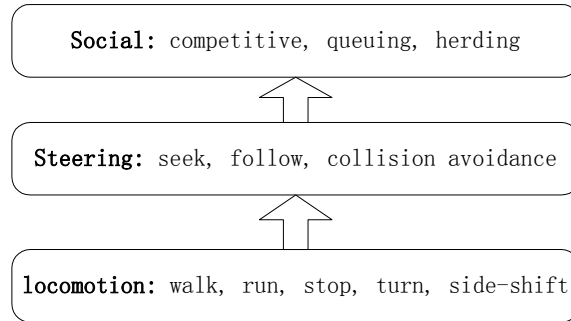 Social: competitive, queuing, herding
Steering: seek, follow, collision avoidance
locomotion: walk, run, stop, turn, side-shift